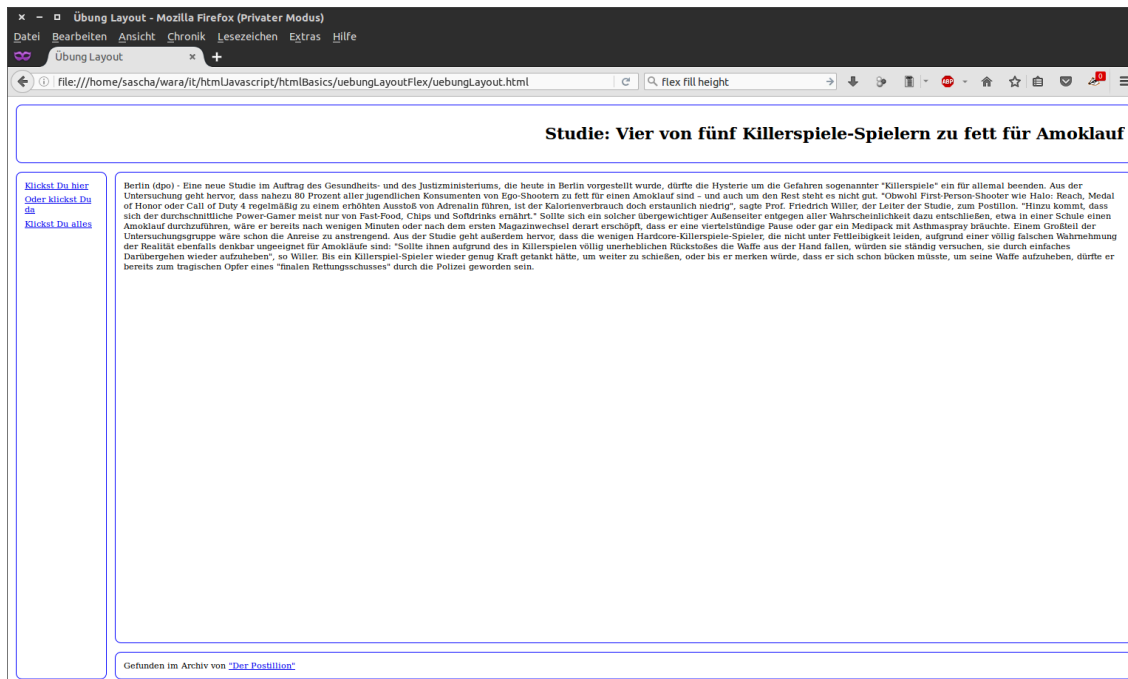 Übung Layout - Mozilla Firefox (Privater Modus)
Datei Bearbeiten Ansicht Chronik Lesezeichen Extras Hilfe
Übung Layout × +
file:///home/sascha/wara/it/htmlJavascript/htmlBasics/uebungLayoutFlex/uebungLayout.html
flex fill height
ABP
0
Studie: Vier von fünf Killerspiele-Spielern zu fett für Amoklauf
Klickst Du hier
Oder klickst Du
da
Klickst Du alles
Berlin (dpo) - Eine neue Studie im Auftrag des Gesundheits- und des Justizministeriums, die heute in Berlin vorgestellt wurde, dürfte die Hysterie um die Gefahren sogenannter "Killerspiele" ein für allemal beenden. Aus der
Untersuchung geht hervor, dass nahezu 80 Prozent aller jugendlichen Konsumenten von Ego-Shootern zu fett für einen Amoklauf sind – und auch um den Rest steht es nicht gut. "Obwohl First-Person-Shooter wie Halo: Reach, Medal
of Honor oder Call of Duty 4 regelmäßig zu einem erhöhten Ausstoß von Adrenalin führen, ist der Kalorienverbrauch doch erstaunlich niedrig", sagte Prof. Friedrich Willer, der Leiter der Studie, zum Postillon. "Hinzu kommt, dass
sich der durchschnittliche Power-Gamer meist nur von Fast-Food, Chips und Softdrinks ernährt." Sollte sich ein solcher übergewichtiger Außenseiter entgegen aller Wahrscheinlichkeit dazu entschließen, etwa in einer Schule einen
Amoklauf durchzuführen, wäre er bereits nach wenigen Minuten oder nach dem ersten Magazinwechsel derart erschöpft, dass er eine viertelstündige Pause oder gar ein Medipack mit Asthmaspray bräuchte. Einem Großteil der
Untersuchungsgruppe wäre schon die Anreise zu anstrengend. Aus der Studie geht außerdem hervor, dass die wenigen Hardcore-Killerspiele-Spieler, die nicht unter Fettleibigkeit leiden, aufgrund einer völlig falschen Wahrnehmung
der Realität ebenfalls denkbar ungeeignet für Amokläufe sind: "Sollte ihnen aufgrund des in Killerspielen völlig unerheblichen Rückstoßes die Waffe aus der Hand fallen, würden sie ständig versuchen, sie durch einfaches
Darübergehen wieder aufzuheben", so Willer. Bis ein Killerspiel-Spieler wieder genug Kraft getankt hätte, um weiter zu schießen, oder bis er merken würde, dass er sich schon bücken müsste, um seine Waffe aufzuheben, dürfte er
bereits zum tragischen Opfer eines "finalen Rettungsschusses" durch die Polizei geworden sein.
Gefunden im Archiv von "Der Postillion"